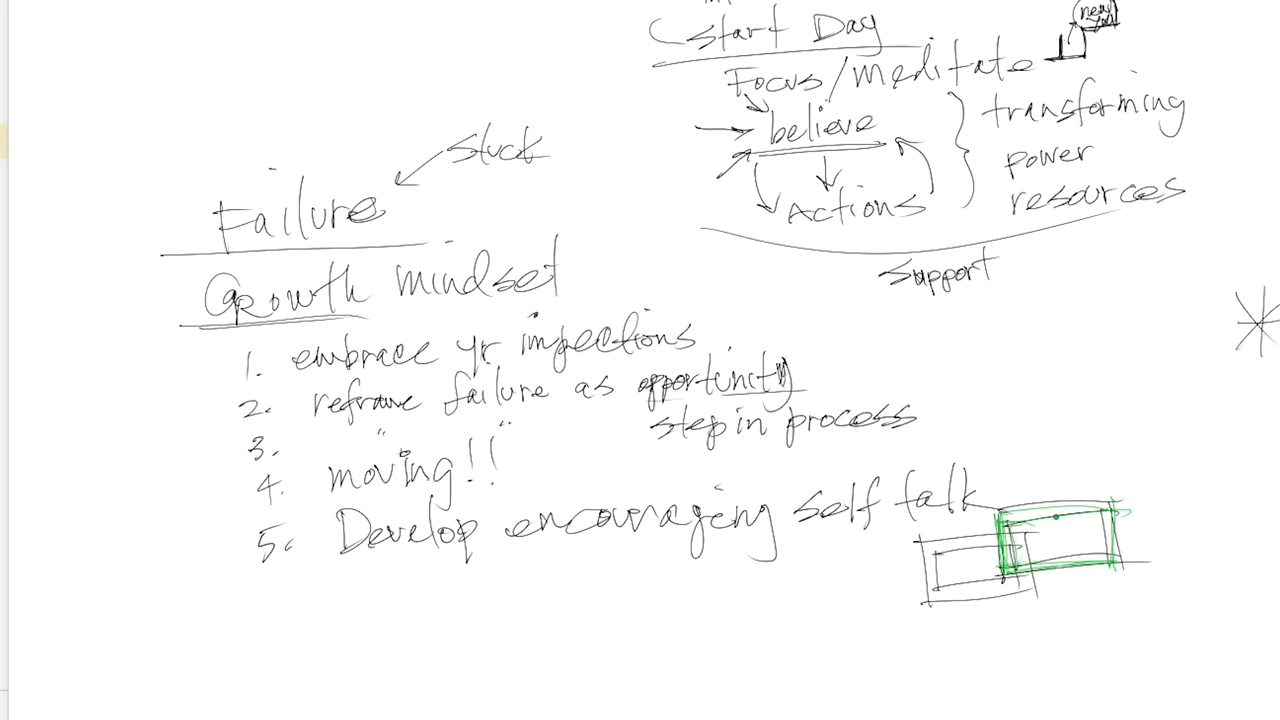 Start Day
Focus/meditate
believe
Actions
transforming
power
resources
Support
Stuck
Failure
Growth mindset
1. embrace yr impections
2. reframe failure as opportunity
step in process
3. " "
4. moving!!
5. Develop encouraging self talk